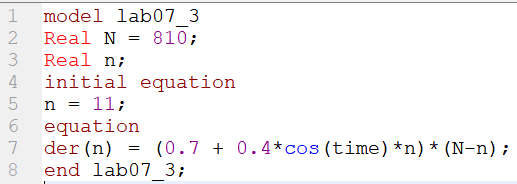 1 model lab07_3
2 Real N = 810;
3 Real n;
4 initial equation
5 n = 11;
6 equation
7 der(n) = (0.7 + 0.4*cos(time)*n)*(N-n);
8 end lab07_3;